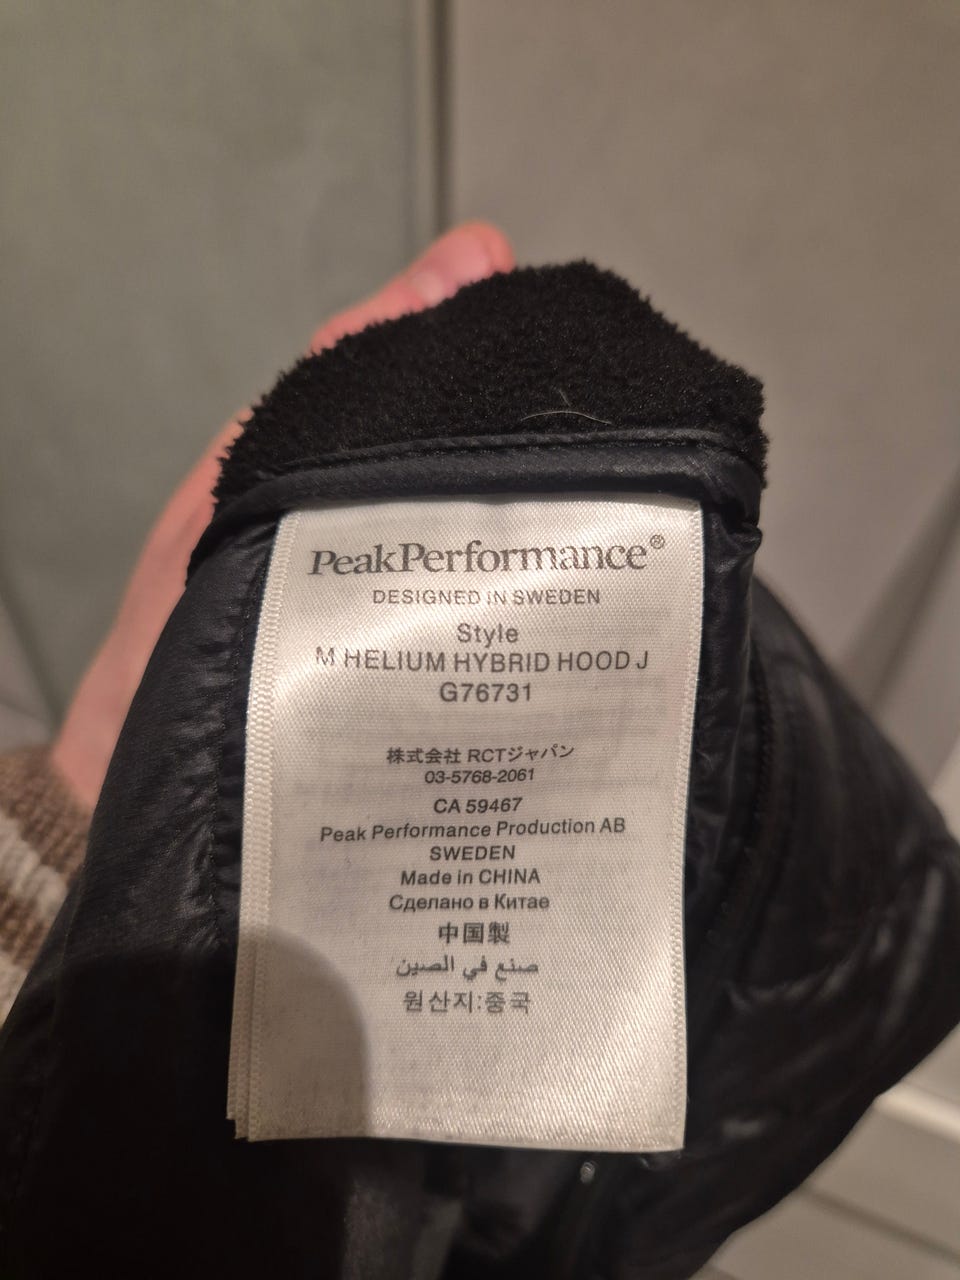 PeakPerformance®
DESIGNED IN SWEDEN
Style
M HELIUM HYBRID HOOD J
G76731
株式会社 RCTジャパン
03-5768-2061
CA 59467
Peak Performance Production AB
SWEDEN
Made in CHINA
Сделано в Китае
中国製
صنع في الصين
원산지:중국